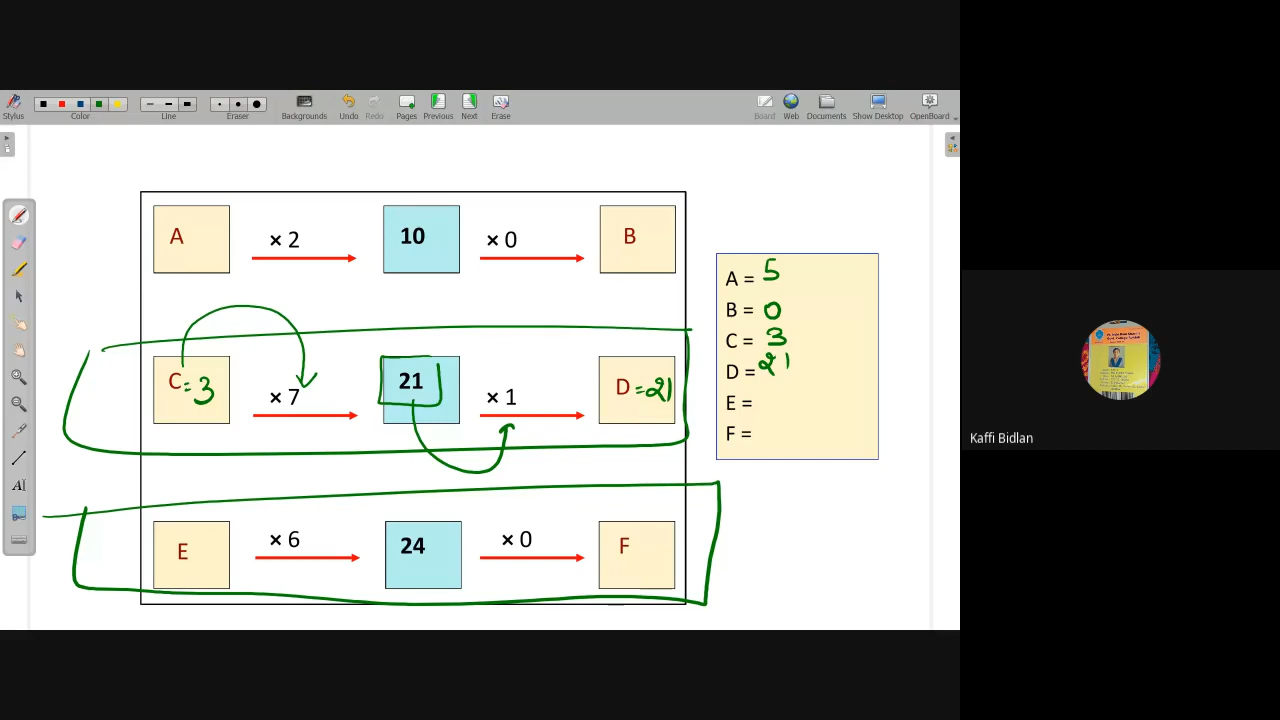 Stylus Color Line Eraser Backgrounds Undo Redo Pages Previous Next Erase Board Web Documents Show Desktop OpenBoard
A × 2 10 × 0 B
C = 3 × 7 21 × 1 D = 21
E × 6 24 × 0 F
A = 5
B = 0
C = 3
D = 21
E =
F =
Kaffi Bidlan